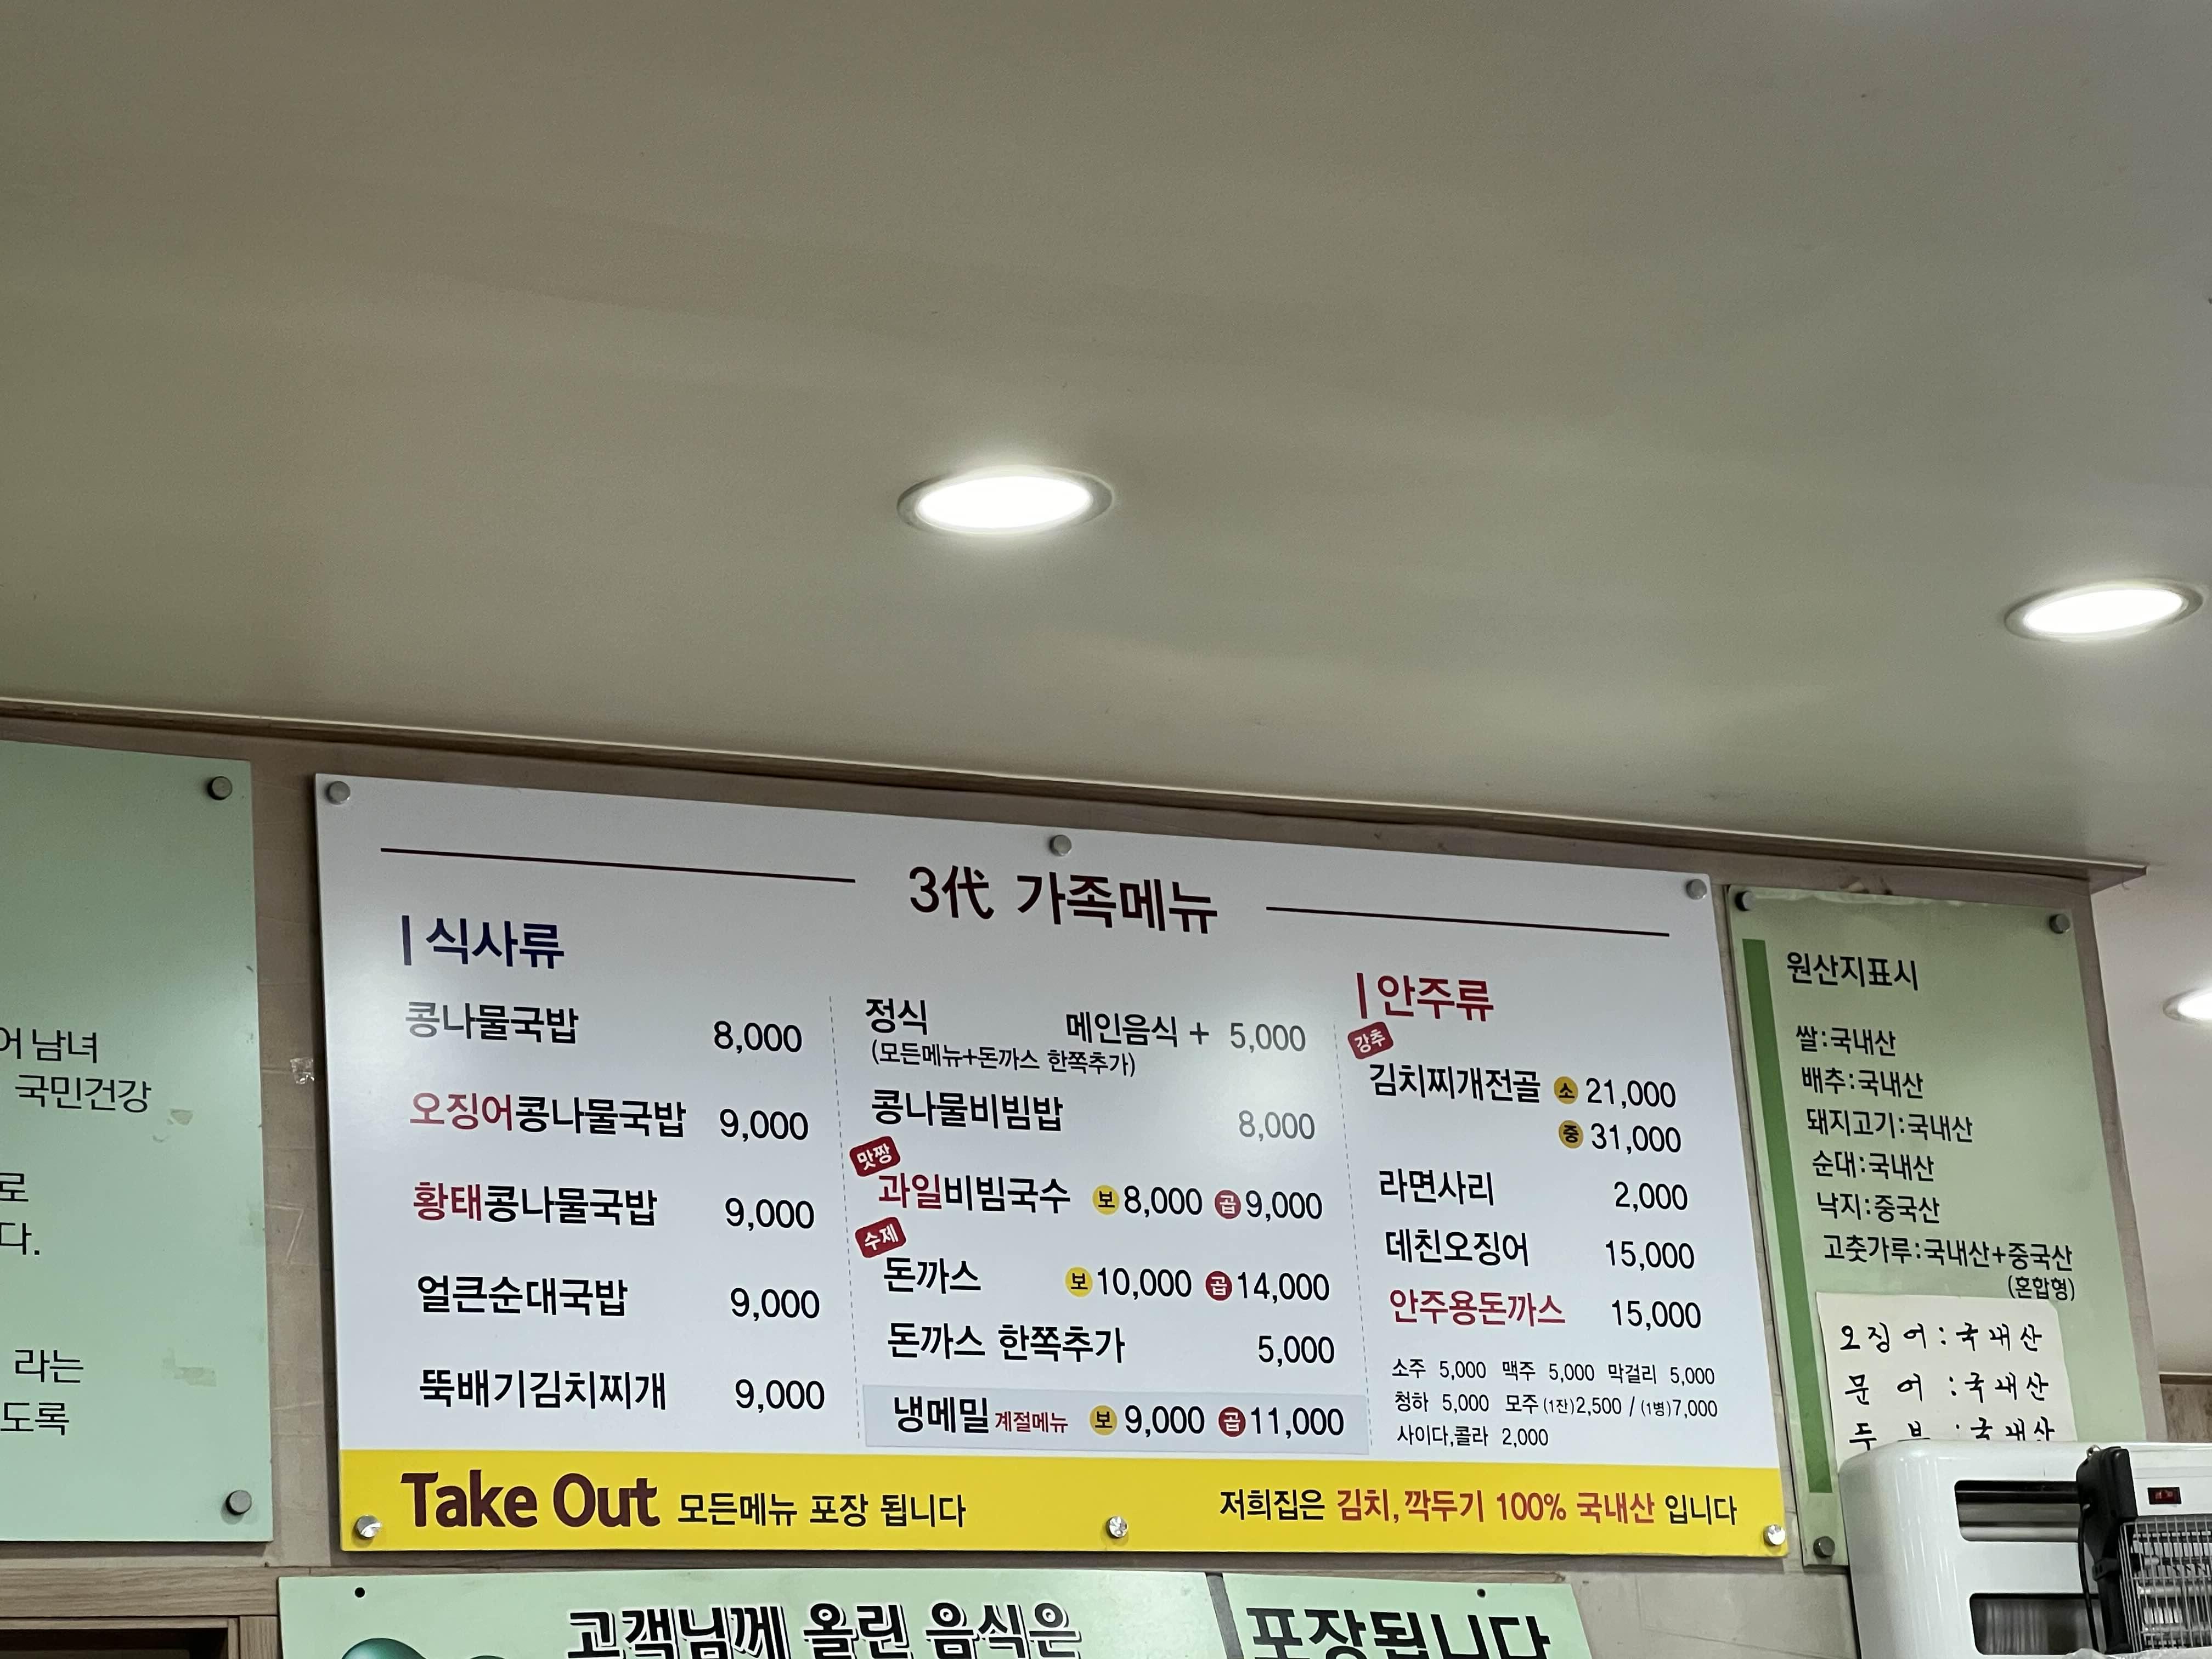 어남녀
국민건강
로
다.
라는
도록
3代 가족메뉴
식사류
콩나물국밥 8,000
오징어콩나물국밥 9,000
황태콩나물국밥 9,000
얼큰순대국밥 9,000
뚝배기김치찌개 9,000
정식 메인음식 + 5,000
(모든메뉴+돈까스 한쪽추가)
콩나물비빔밥 8,000
맛짱
과일비빔국수 보 8,000 곱 9,000
수제
돈까스 보 10,000 곱 14,000
돈까스 한쪽추가 5,000
냉메밀 계절메뉴 보 9,000 곱 11,000
안주류
강추
김치찌개전골 소 21,000
중 31,000
라면사리 2,000
데친오징어 15,000
안주용돈까스 15,000
소주 5,000 맥주 5,000 막걸리 5,000
청하 5,000 모주 (1잔)2,500 / (1병)7,000
사이다,콜라 2,000
Take Out 모든메뉴 포장 됩니다
저희집은 김치,깍두기 100% 국내산 입니다
원산지표시
쌀:국내산
배추:국내산
돼지고기:국내산
순대:국내산
낙지:중국산
고춧가루:국내산+중국산
(혼합형)
오징어:국내산
문어:국내산
두부:국내산
고객님께 올린 음식은
포장됩니다